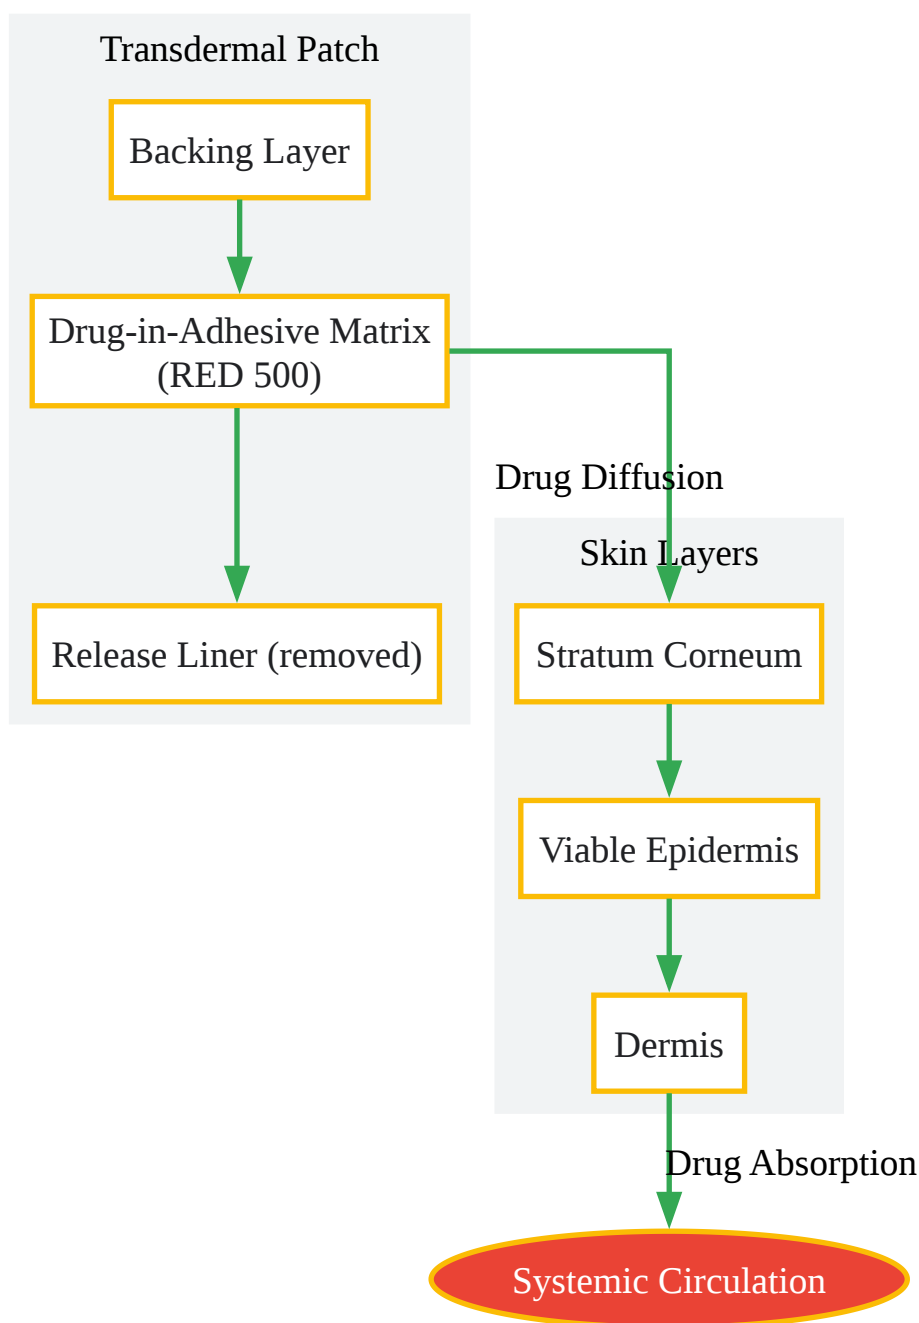 Transdermal Patch
Backing Layer
Drug-in-Adhesive Matrix
(RED 500)
Drug Diffusion
Skin Layers
Release Liner (removed)
Stratum Corneum
Viable Epidermis
Dermis
Drug Absorption
Systemic Circulation